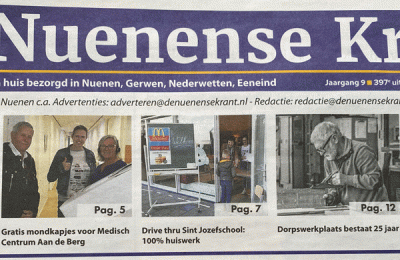 Nuenense Kr
huis bezorgd in Nuenen, Gerwen, Nederwetten, Eeneind
Jaargang 9 ■ 397e uit
Nuenen c.a. Advertenties: adverteren@denuenensekrant.nl - Redactie: redactie@denuenensekran
Pag. 5
Pag. 7
Pag. 12
Gratis mondkapjes voor Medisch
Centrum Aan de Berg
Drive thru Sint Jozefschool:
100% huiswerk
Dorpswerkplaats bestaat 25 jaar